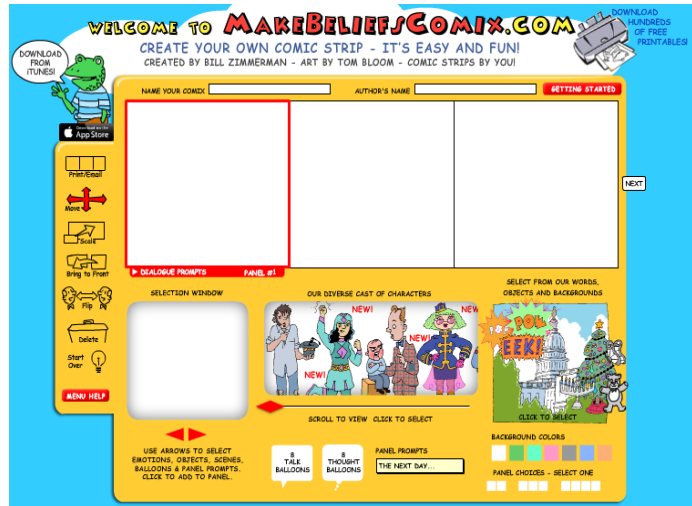 WELCOME TO MAKEBELIEFSCOMIX.COM
CREATE YOUR OWN COMIC STRIP - IT'S EASY AND FUN!
CREATED BY BILL ZIMMERMAN - ART BY TOM BLOOM - COMIC STRIPS BY YOU!
DOWNLOAD
HUNDREDS
OF FREE
PRINTABLES!
DOWNLOAD
FROM
iTUNES!
Download on the
App Store
NAME YOUR COMIX
AUTHOR'S NAME
GETTING STARTED
Print/Email
Move
Scale
Bring to Front
Flip
Delete
Start
Over
MENU HELP
NEXT
DIALOGUE PROMPTS
PANEL #1
SELECTION WINDOW
OUR DIVERSE CAST OF CHARACTERS
SELECT FROM OUR WORDS,
OBJECTS AND BACKGROUNDS
NEW!
NEW!
NEW!
NEW
POW
EEK!
CLICK TO SELECT
SCROLL TO VIEW CLICK TO SELECT
USE ARROWS TO SELECT
EMOTIONS, OBJECTS, SCENES,
BALLOONS & PANEL PROMPTS.
CLICK TO ADD TO PANEL.
8
TALK
BALLOONS
8
THOUGHT
BALLOONS
PANEL PROMPTS
THE NEXT DAY...
BACKGROUND COLORS
PANEL CHOICES - SELECT ONE